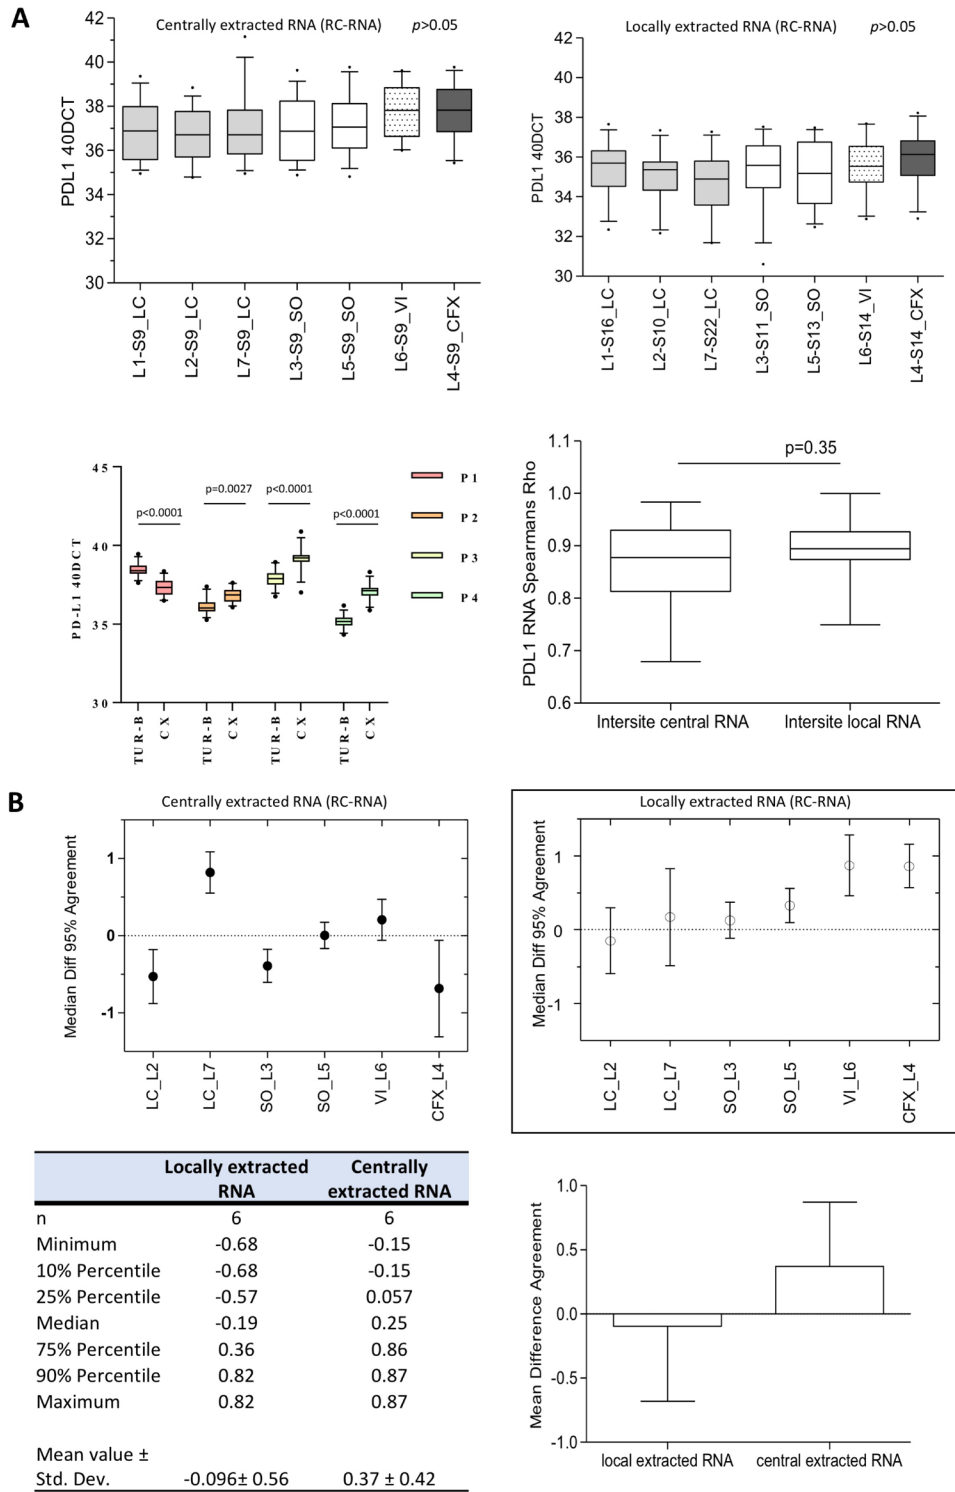 A
Centrally extracted RNA (RC-RNA) p>0.05
PDL1 40DCT
42
40
38
36
34
32
30
L1-S9_LC
L2-S9_LC
L7-S9_LC
L3-S9_SO
L5-S9_SO
L6-S9_VI
L4-S9_CFX
Locally extracted RNA (RC-RNA) p>0.05
PDL1 40DCT
42
40
38
36
34
32
30
L1-S16_LC
L2-S10_LC
L7-S22_LC
L3-S11_SO
L5-S13_SO
L6-S14_VI
L4-S14_CFX
PD-L1 40DCT
45
40
35
30
p<0.0001
p=0.0027
p<0.0001
p<0.0001
P 1
P 2
P 3
P 4
TUR-B
CX
TUR-B
CX
TUR-B
CX
TUR-B
CX
PDL1 RNA Spearmans Rho
1.1
1.0
0.9
0.8
0.7
0.6
p=0.35
Intersite central RNA
Intersite local RNA
B
Centrally extracted RNA (RC-RNA)
Median Diff 95% Agreement
1
0
-1
LC_L2
LC_L7
SO_L3
SO_L5
VI_L6
CFX_L4
Locally extracted RNA (RC-RNA)
Median Diff 95% Agreement
1
0
-1
LC_L2
LC_L7
SO_L3
SO_L5
VI_L6
CFX_L4
Locally extracted Centrally
RNA extracted RNA
n 6 6
Minimum -0.68 -0.15
10% Percentile -0.68 -0.15
25% Percentile -0.57 0.057
Median -0.19 0.25
75% Percentile 0.36 0.86
90% Percentile 0.82 0.87
Maximum 0.82 0.87
Mean value ±
Std. Dev. -0.096± 0.56 0.37 ± 0.42
Mean Difference Agreement
1.0
0.5
0.0
-0.5
-1.0
local extracted RNA
central extracted RNA